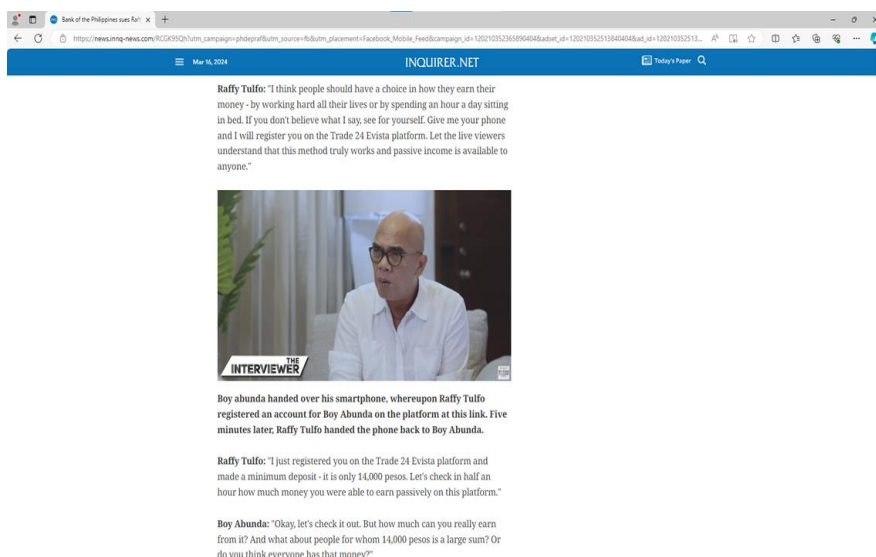 Bank of the Philippines sues Raf
https://news.innq-news.com/RCGK95Qh?utm_campaign=phdepraf&utm_source=fb&utm_placement=Facebook_Mobile_Feed&campaign_id=120210352365890404&adset_id=120210352513840404&ad_id=120210352513...
Mar 16, 2024
INQUIRER.NET
Today's Paper
Raffy Tulfo: "I think people should have a choice in how they earn their
money - by working hard all their lives or by spending an hour a day sitting
in bed. If you don't believe what I say, see for yourself. Give me your phone
and I will register you on the Trade 24 Evista platform. Let the live viewers
understand that this method truly works and passive income is available to
anyone."
THE
INTERVIEWER
Boy abunda handed over his smartphone, whereupon Raffy Tulfo
registered an account for Boy Abunda on the platform at this link. Five
minutes later, Raffy Tulfo handed the phone back to Boy Abunda.
Raffy Tulfo: "I just registered you on the Trade 24 Evista platform and
made a minimum deposit - it is only 14,000 pesos. Let's check in half an
hour how much money you were able to earn passively on this platform."
Boy Abunda: "Okay, let's check it out. But how much can you really earn
from it? And what about people for whom 14,000 pesos is a large sum? Or
do you think everyone has that money?"